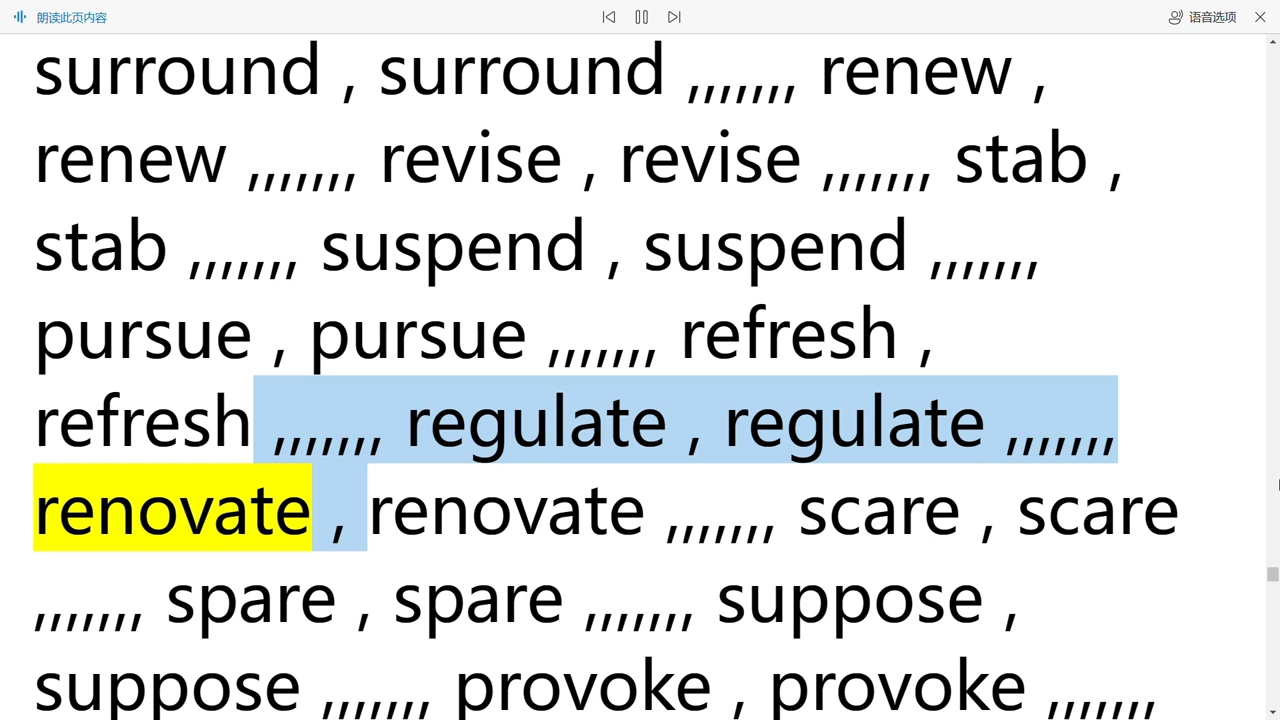 朗读此页内容 语音选项
surround , surround ,,,,,,, renew ,
renew ,,,,,,, revise , revise ,,,,,,, stab ,
stab ,,,,,,, suspend , suspend ,,,,,,,
pursue , pursue ,,,,,,, refresh ,
refresh ,,,,,,, regulate , regulate ,,,,,,,
renovate , renovate ,,,,,,, scare , scare
,,,,,,, spare , spare ,,,,,,, suppose ,
suppose ,,,,,,, provoke , provoke ,,,,,,,